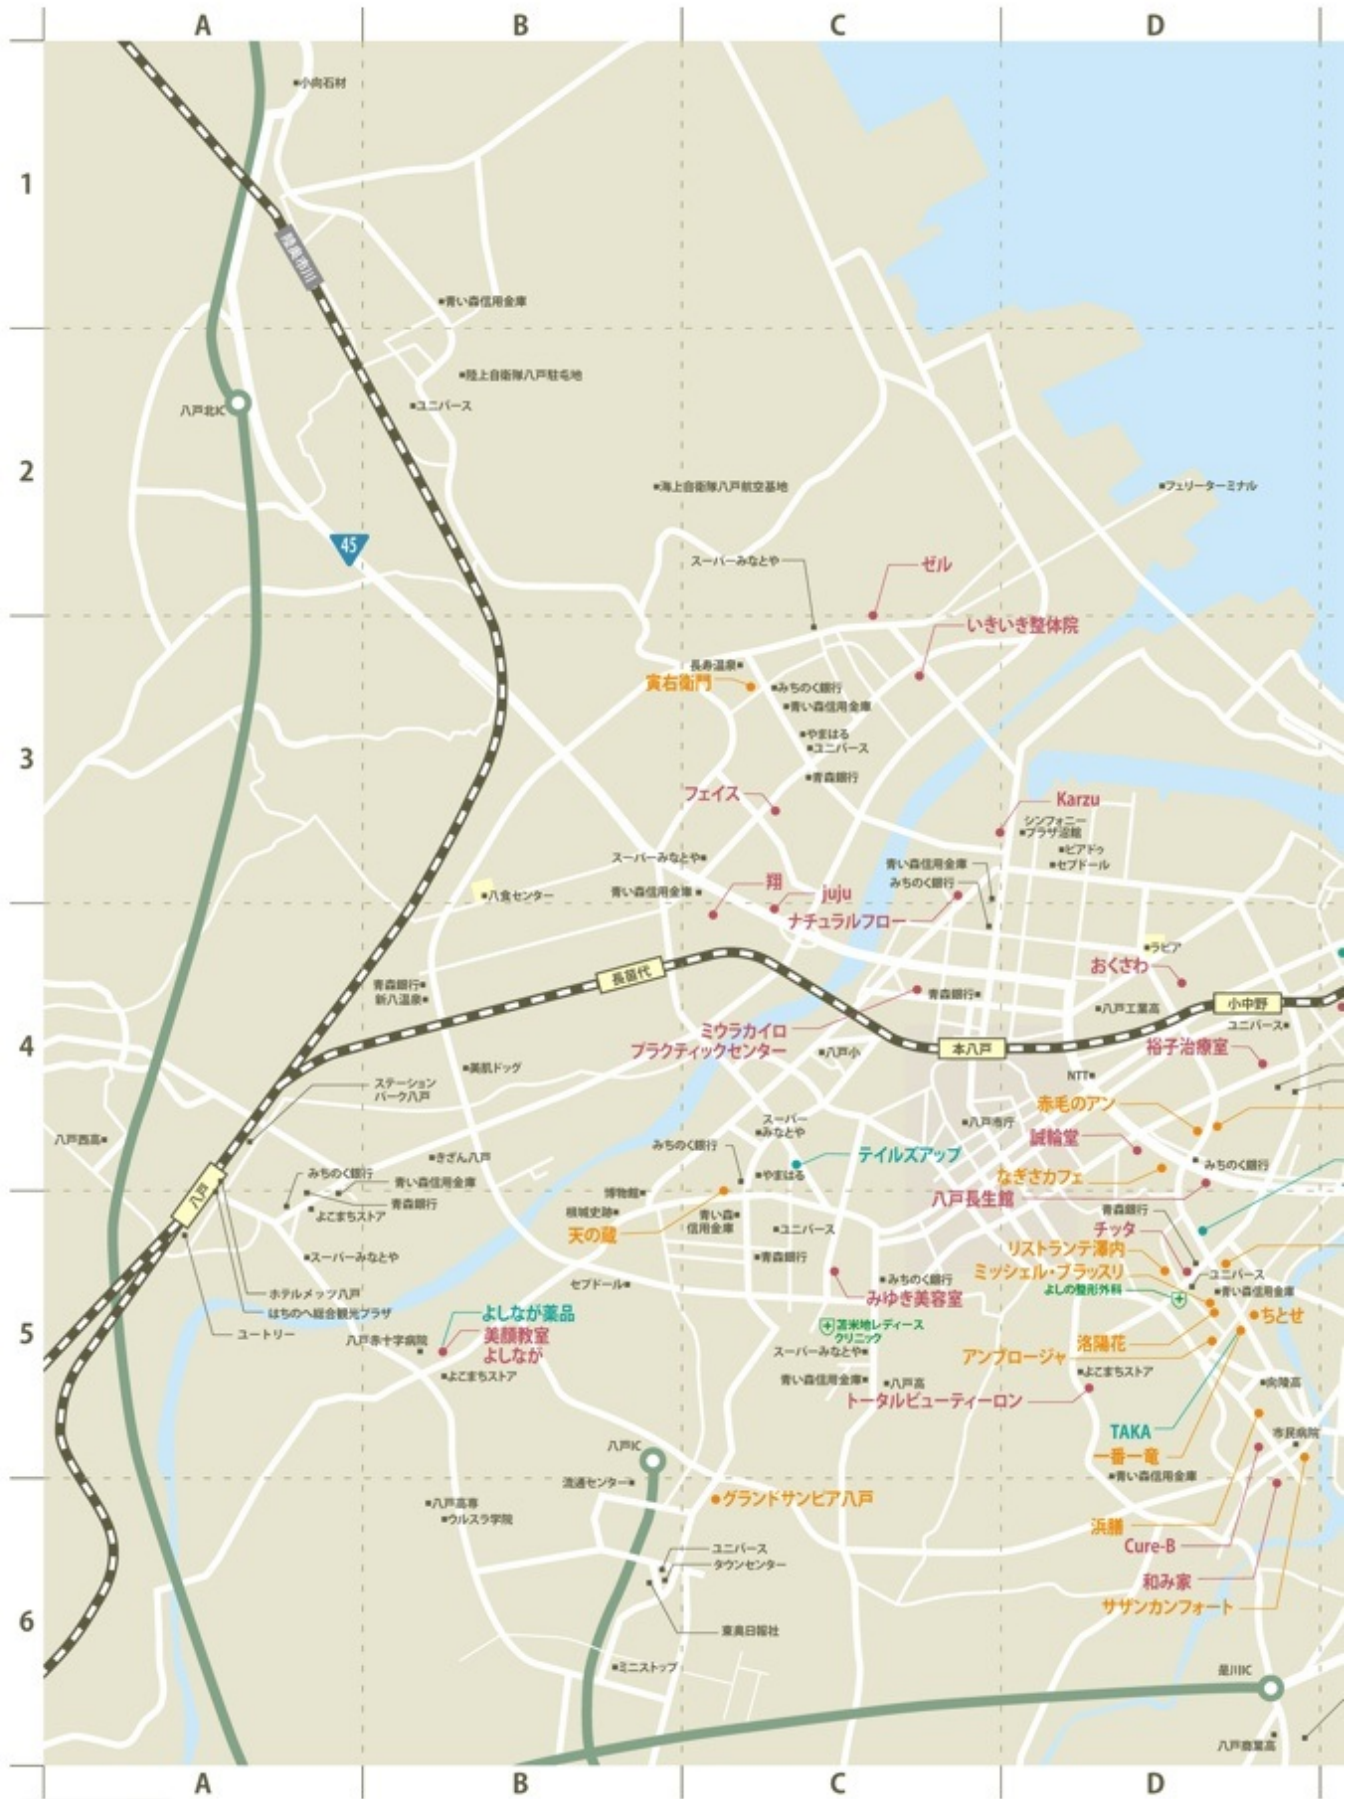 A
B
C
D
小向石材
1
陸奥市川
青い森信用金庫
陸上自衛隊八戸駐屯地
八戸北IC
ユニバース
2
海上自衛隊八戸航空基地
フェリーターミナル
45
スーパーみなとや
ゼル
いきいき整体院
長寿温泉
寅右衛門
みちのく銀行
青い森信用金庫
やまはる
ユニバース
3
青森銀行
フェイス
Karzu
シンフォニー
プラザ沼館
ピアドゥ
セブドール
スーパーみなとや
青い森信用金庫
みちのく銀行
翔
青い森信用金庫
juju
八食センター
ナチュラルフロー
ラピア
おくさわ
長苗代
青森銀行
新八温泉
青森銀行
小中野
八戸工業高
ユニバース
ミウラカイロ
プラクティックセンター
4
八戸小
本八戸
裕子治療室
美肌ドッグ
NTT
ステーション
パーク八戸
赤毛のアン
スーパー
みなとや
八戸市庁
誠輪堂
八戸西高
みちのく銀行
テイルズアップ
きざん八戸
みちのく銀行
やまはる
なぎさカフェ
みちのく銀行
青い森信用金庫
博物館
八戸長生館
青森銀行
よこまちストア
八戸
根城史跡
青い森
信用金庫
天の蔵
ユニバース
青森銀行
チッタ
リストランテ澤内
スーパーみなとや
青森銀行
ミッシェル・ブラッスリ
ユニバース
セブドール
みちのく銀行
よしの整形外科
青い森信用金庫
ホテルメッツ八戸
みゆき美容室
はちのへ総合観光プラザ
よしなが薬品
ちとせ
ユートリー
美顔教室
よしなが
苫米地レディース
クリニック
5
八戸赤十字病院
洛陽花
スーパーみなとや
アンブロージャ
よこまちストア
よこまちストア
青い森信用金庫
八戸高
向陵高
トータルビューティーロン
TAKA
市民病院
八戸IC
一番一竜
流通センター
青い森信用金庫
グランドサンピア八戸
八戸高専
ウルスラ学院
浜膳
Cure-B
ユニバース
タウンセンター
和み家
サザンカンフォート
6
東奥日報社
ミニストップ
是川IC
八戸商業高
A
B
C
D